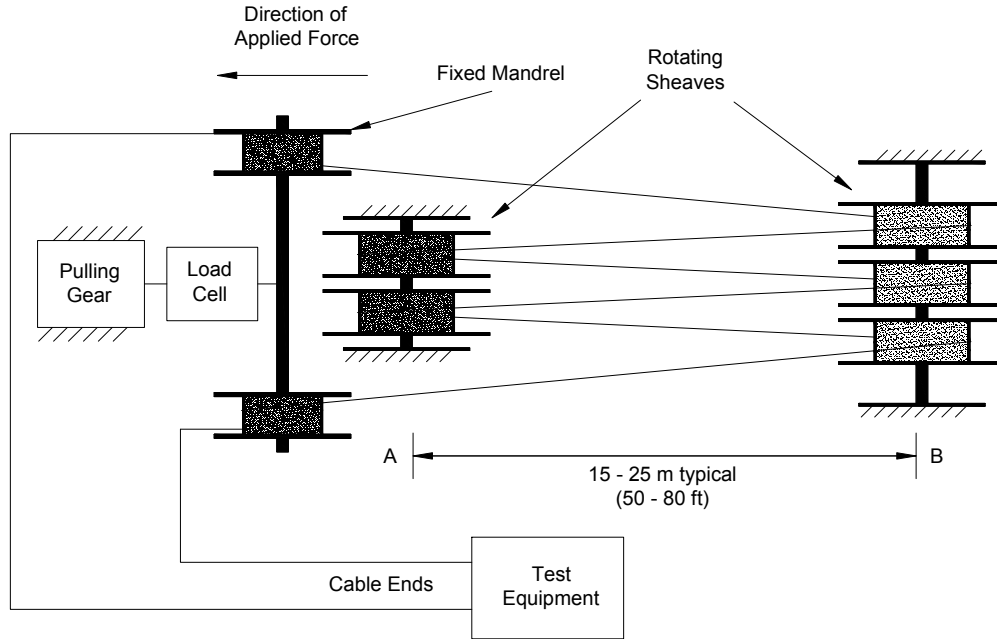 Direction of
Applied Force
Fixed Mandrel
Rotating
Sheaves
Pulling
Gear
Load
Cell
A
B
15 - 25 m typical
(50 - 80 ft)
Cable Ends
Test
Equipment